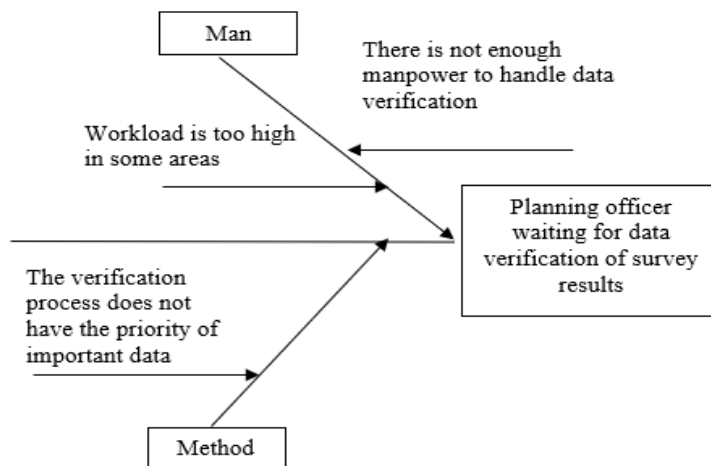 Man
There is not enough
manpower to handle data
verification
Workload is too high
in some areas
Planning officer
waiting for data
verification of survey
results
The verification
process does not
have the priority of
important data
Method